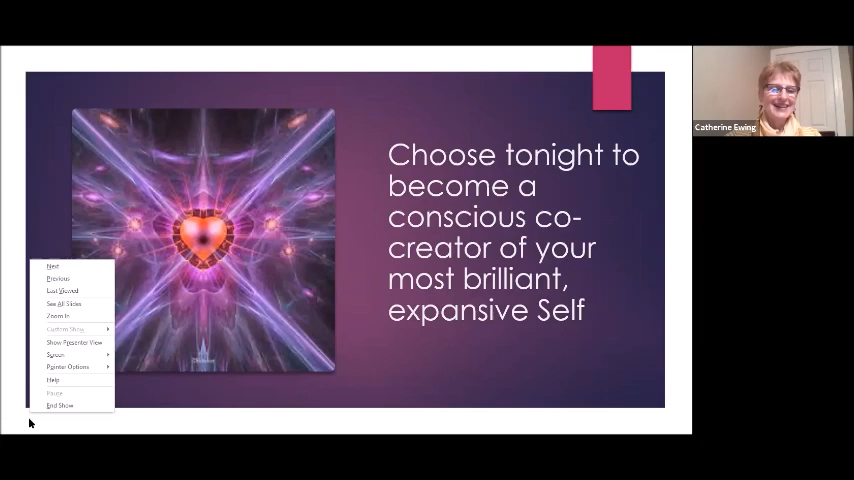 Choose tonight to
become a
conscious co-
creator of your
most brilliant,
expansive Self
Catherine Ewing
Next
Previous
Last Viewed
See All Slides
Zoom In
Custom Show
Show Presenter View
Screen
Pointer Options
Help
Pause
End Show